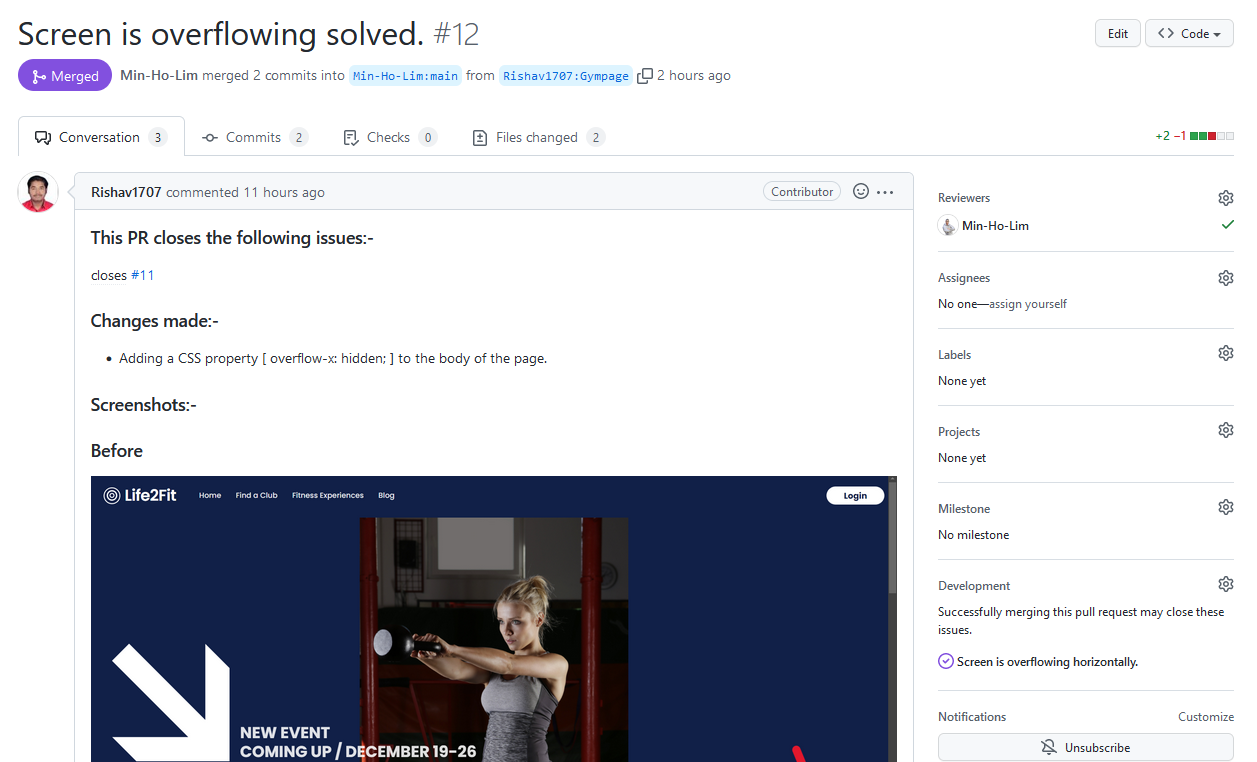 Screen is overflowing solved. #12
Edit
Code
Merged
Min-Ho-Lim merged 2 commits into Min-Ho-Lim:main from Rishav1707:Gympage 2 hours ago
Conversation 3
Commits 2
Checks 0
Files changed 2
+2 −1
Rishav1707 commented 11 hours ago
Contributor
This PR closes the following issues:-
closes #11
Changes made:-
Adding a CSS property [ overflow-x: hidden; ] to the body of the page.
Screenshots:-
Before
Life2Fit
Home
Find a Club
Fitness Experiences
Blog
Login
NEW EVENT
COMING UP / DECEMBER 19-26
Reviewers
Min-Ho-Lim
Assignees
No one—assign yourself
Labels
None yet
Projects
None yet
Milestone
No milestone
Development
Successfully merging this pull request may close these
issues.
Screen is overflowing horizontally.
Notifications
Customize
Unsubscribe